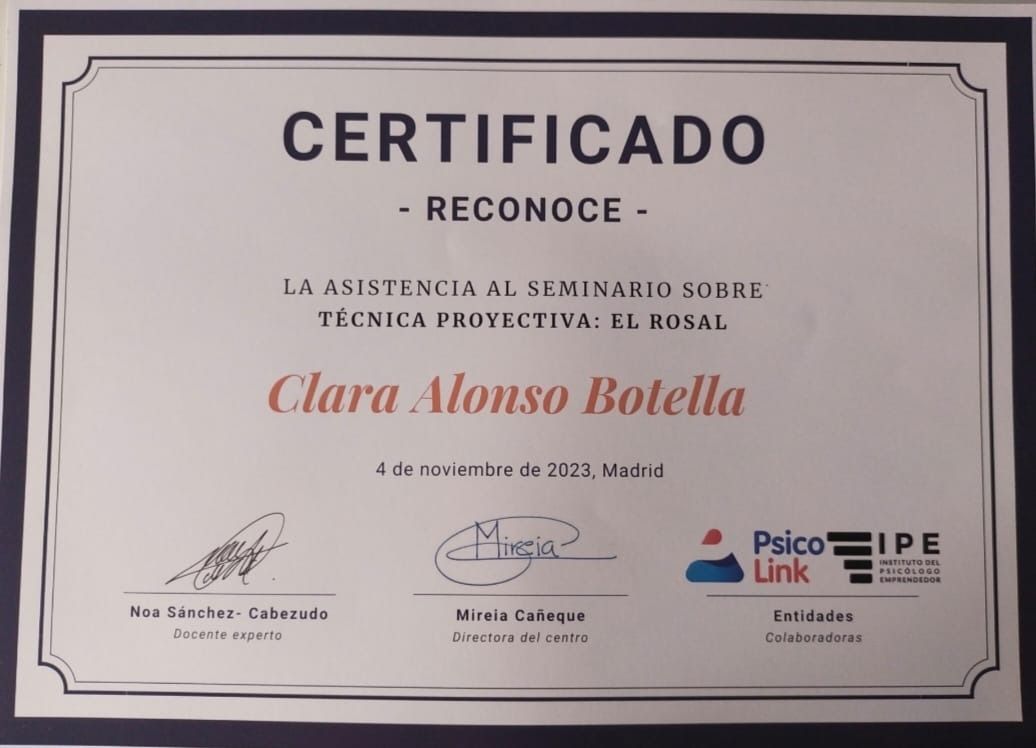 CERTIFICADO
- RECONOCE -
LA ASISTENCIA AL SEMINARIO SOBRE
TÉCNICA PROYECTIVA: EL ROSAL
Clara Alonso Botella
4 de noviembre de 2023, Madrid
Mireia
Psico
Link
IPE
INSTITUTO DEL
PSICÓLOGO
EMPRENDEDOR
Noa Sánchez- Cabezudo
Docente experto
Mireia Cañeque
Directora del centro
Entidades
Colaboradoras